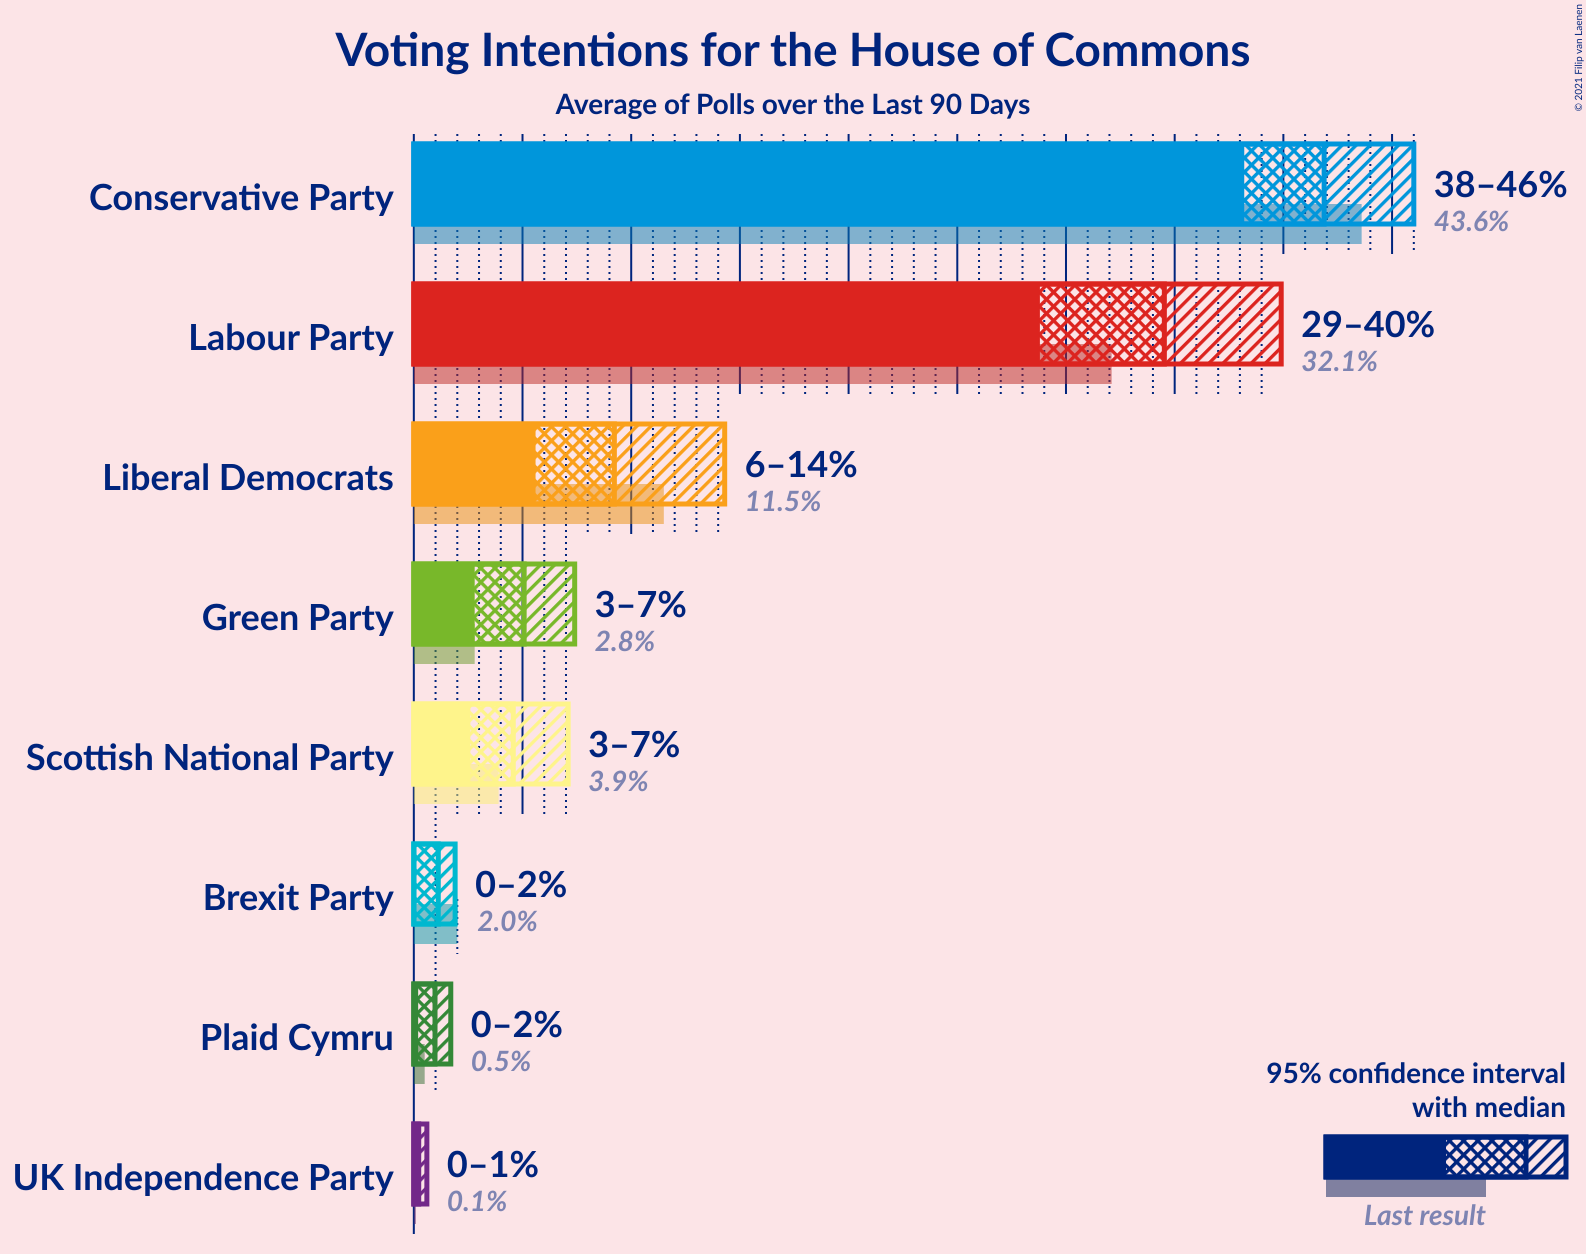 Voting Intentions for the House of Commons
Average of Polls over the Last 90 Days
© 2021 Filip van Laenen
Conservative Party
38–46%
43.6%
Labour Party
29–40%
32.1%
Liberal Democrats
6–14%
11.5%
Green Party
3–7%
2.8%
Scottish National Party
3–7%
3.9%
Brexit Party
0–2%
2.0%
Plaid Cymru
0–2%
0.5%
UK Independence Party
0–1%
0.1%
95% confidence interval
with median
Last result